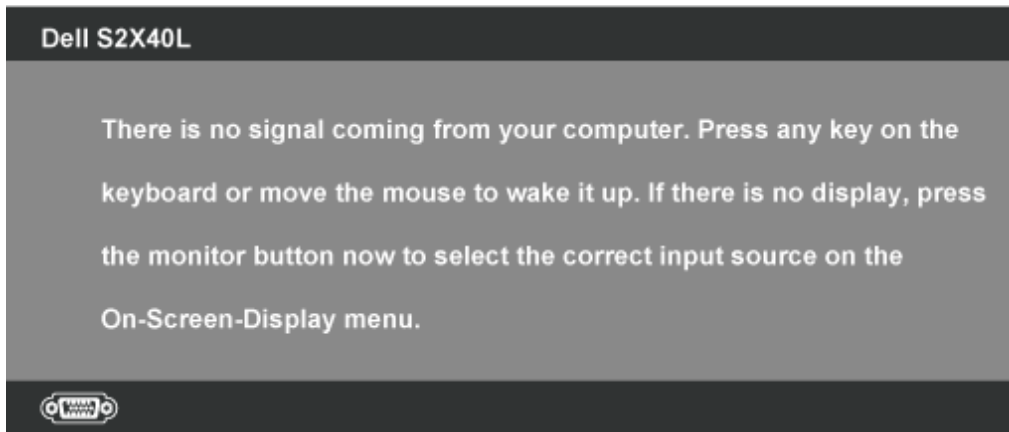 Dell S2X40L
There is no signal coming from your computer. Press any key on the
keyboard or move the mouse to wake it up. If there is no display, press
the monitor button now to select the correct input source on the
On-Screen-Display menu.